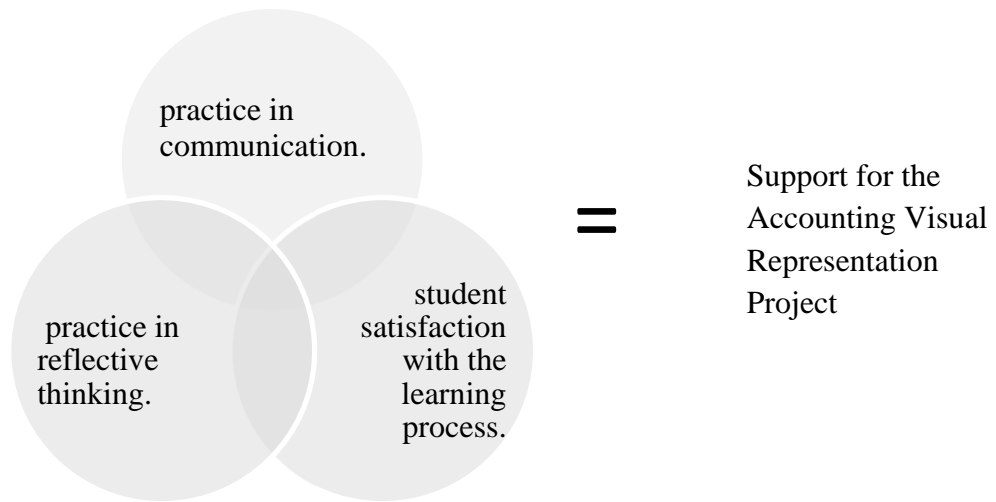 practice in
communication.
practice in
reflective
thinking.
student
satisfaction
with the
learning
process.
=
Support for the
Accounting Visual
Representation
Project